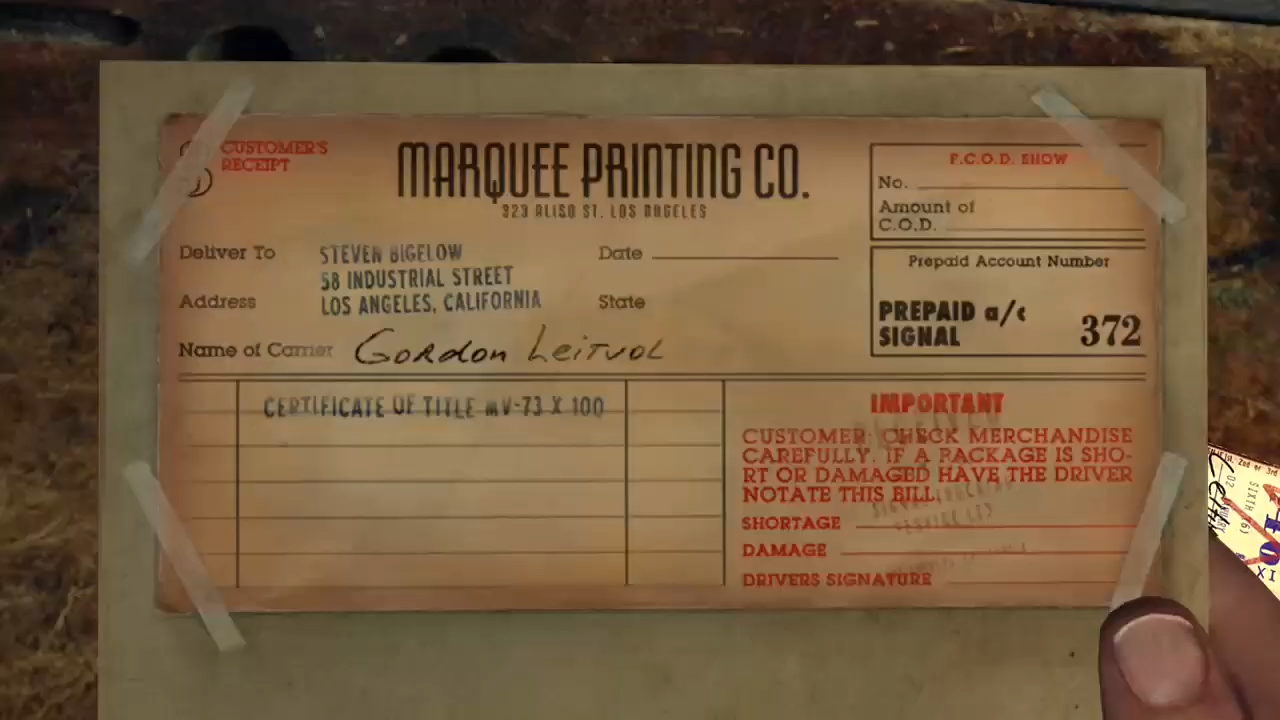 CUSTOMER'S
RECEIPT
MARQUEE PRINTING CO.
323 ALISO ST. LOS ANGELES
F.C.O.D. SHOW
No.
Amount of
C.O.D.
Deliver To STEVEN BIGELOW
58 INDUSTRIAL STREET
Address LOS ANGELES, CALIFORNIA
Date
State
Prepaid Account Number
PREPAID a/c
SIGNAL 372
Name of Carrier Gordon Leitvol
CERTIFICATE OF TITLE MV-73 X 100
IMPORTANT
RECEIVED
CUSTOMER: CHECK MERCHANDISE
CAREFULLY. IF A PACKAGE IS SHO-
RT OR DAMAGED HAVE THE DRIVER
NOTATE THIS BILL.
SHORTAGE
DAMAGE
DRIVERS SIGNATURE